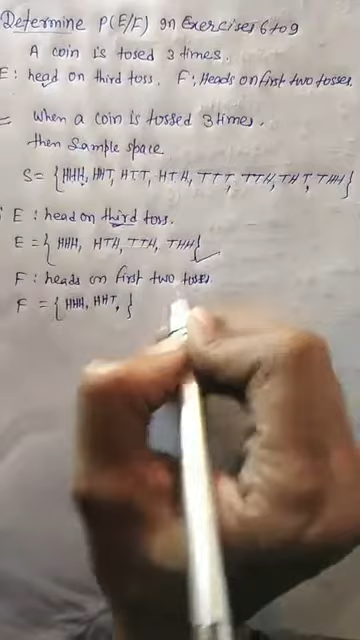 Determine P(E/F) in Exercises 6 to 9
A coin is tosed 3 times.
E: head on third toss. F: Heads on first two tosses.
= When a coin is tossed 3 times.
then Sample space
S = {HHH, HHT, HTT, HTH, TTT, TTH, THT, THH}
E : head on third toss.
E = {HHH, HTH, TTH, THH}
F : heads on first two tosses.
F = {HHH, HHT, }